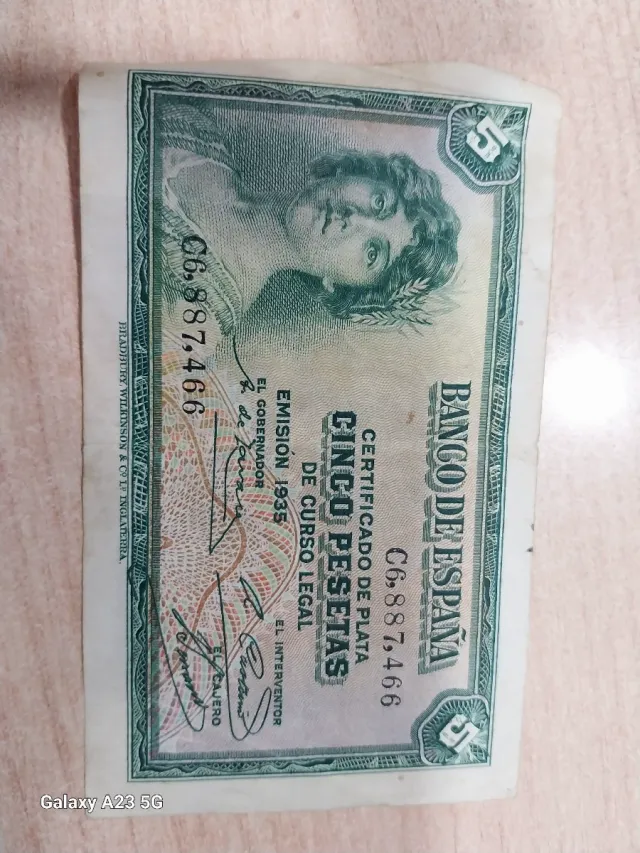 5
BANCO DE ESPAÑA
5
C6,887,466
CERTIFICADO DE PLATA
CINCO PESETAS
DE CURSO LEGAL
EMISIÓN 1935
EL GOBERNADOR
EL INTERVENTOR
EL CAJERO
C6,887,466
BRADBURY, WILKINSON & Cº Lº INGLATERRA.
Galaxy A23 5G